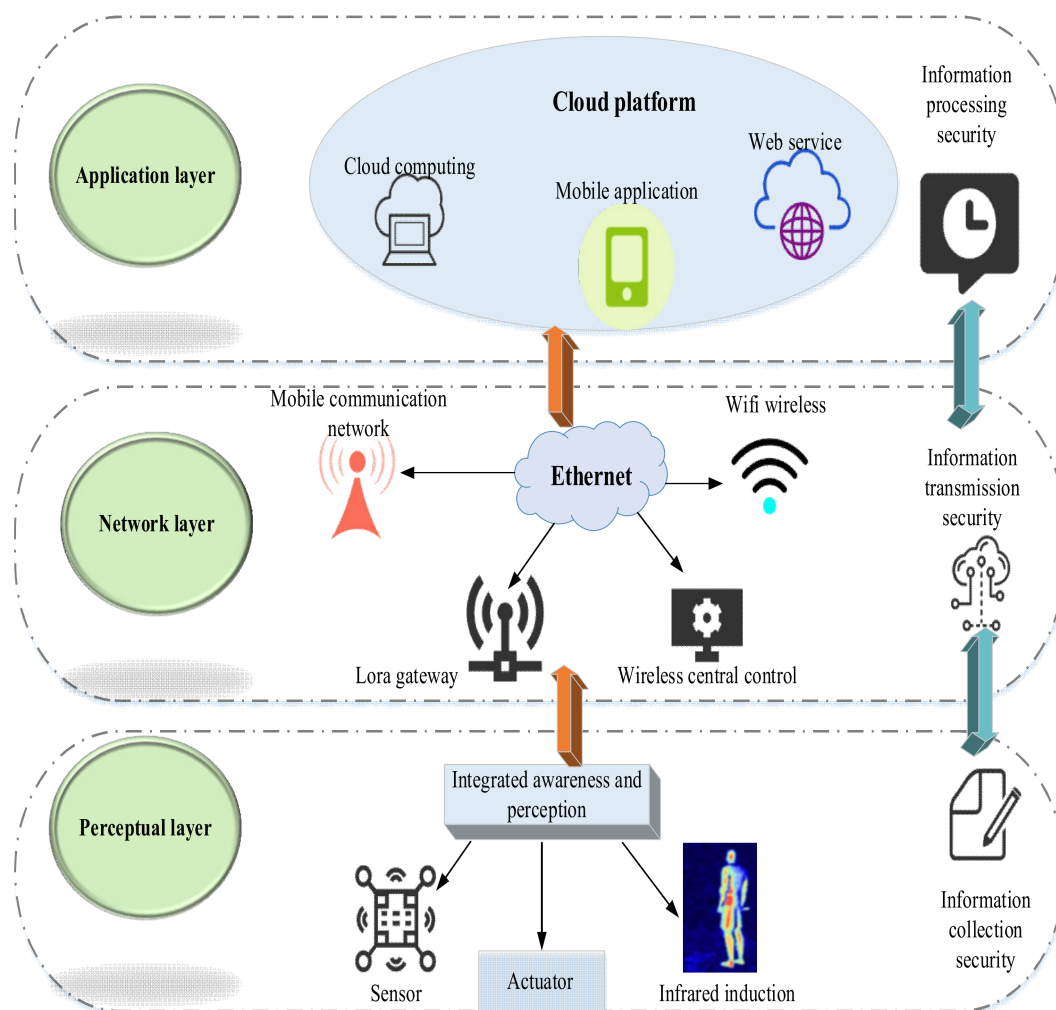 Application layer
Cloud platform
Cloud computing
Mobile application
Web service
Information
processing
security
Network layer
Mobile communication
network
Ethernet
Wifi wireless
Lora gateway
Wireless central control
Information
transmission
security
Perceptual layer
Integrated awareness and
perception
Sensor
Actuator
Infrared induction
Information
collection
security